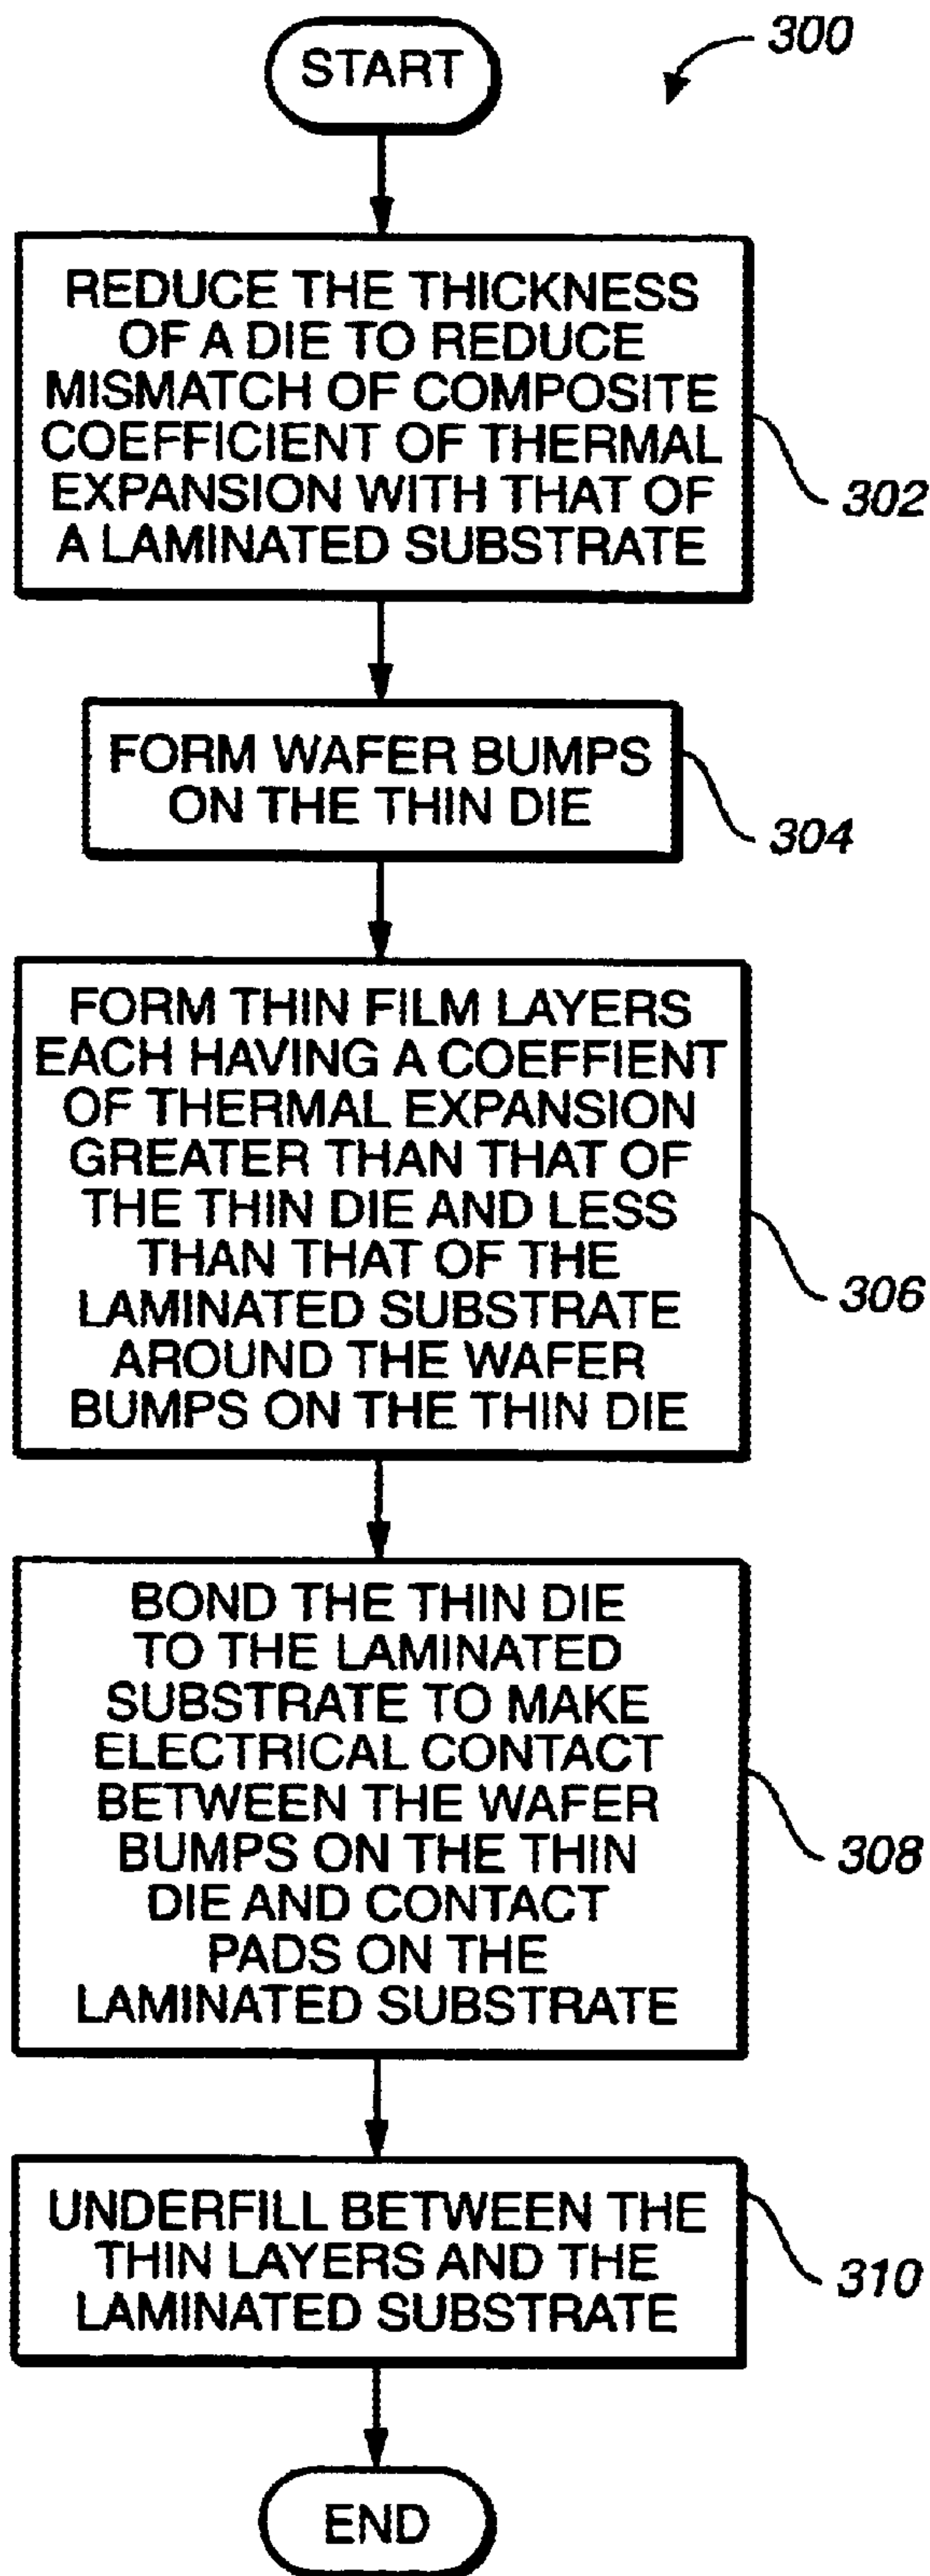 START
300
REDUCE THE THICKNESS
OF A DIE TO REDUCE
MISMATCH OF COMPOSITE
COEFFICIENT OF THERMAL
EXPANSION WITH THAT OF
A LAMINATED SUBSTRATE
302
FORM WAFER BUMPS
ON THE THIN DIE
304
FORM THIN FILM LAYERS
EACH HAVING A COEFFIENT
OF THERMAL EXPANSION
GREATER THAN THAT OF
THE THIN DIE AND LESS
THAN THAT OF THE
LAMINATED SUBSTRATE
AROUND THE WAFER
BUMPS ON THE THIN DIE
306
BOND THE THIN DIE
TO THE LAMINATED
SUBSTRATE TO MAKE
ELECTRICAL CONTACT
BETWEEN THE WAFER
BUMPS ON THE THIN
DIE AND CONTACT
PADS ON THE
LAMINATED SUBSTRATE
308
UNDERFILL BETWEEN THE
THIN LAYERS AND THE
LAMINATED SUBSTRATE
310
END